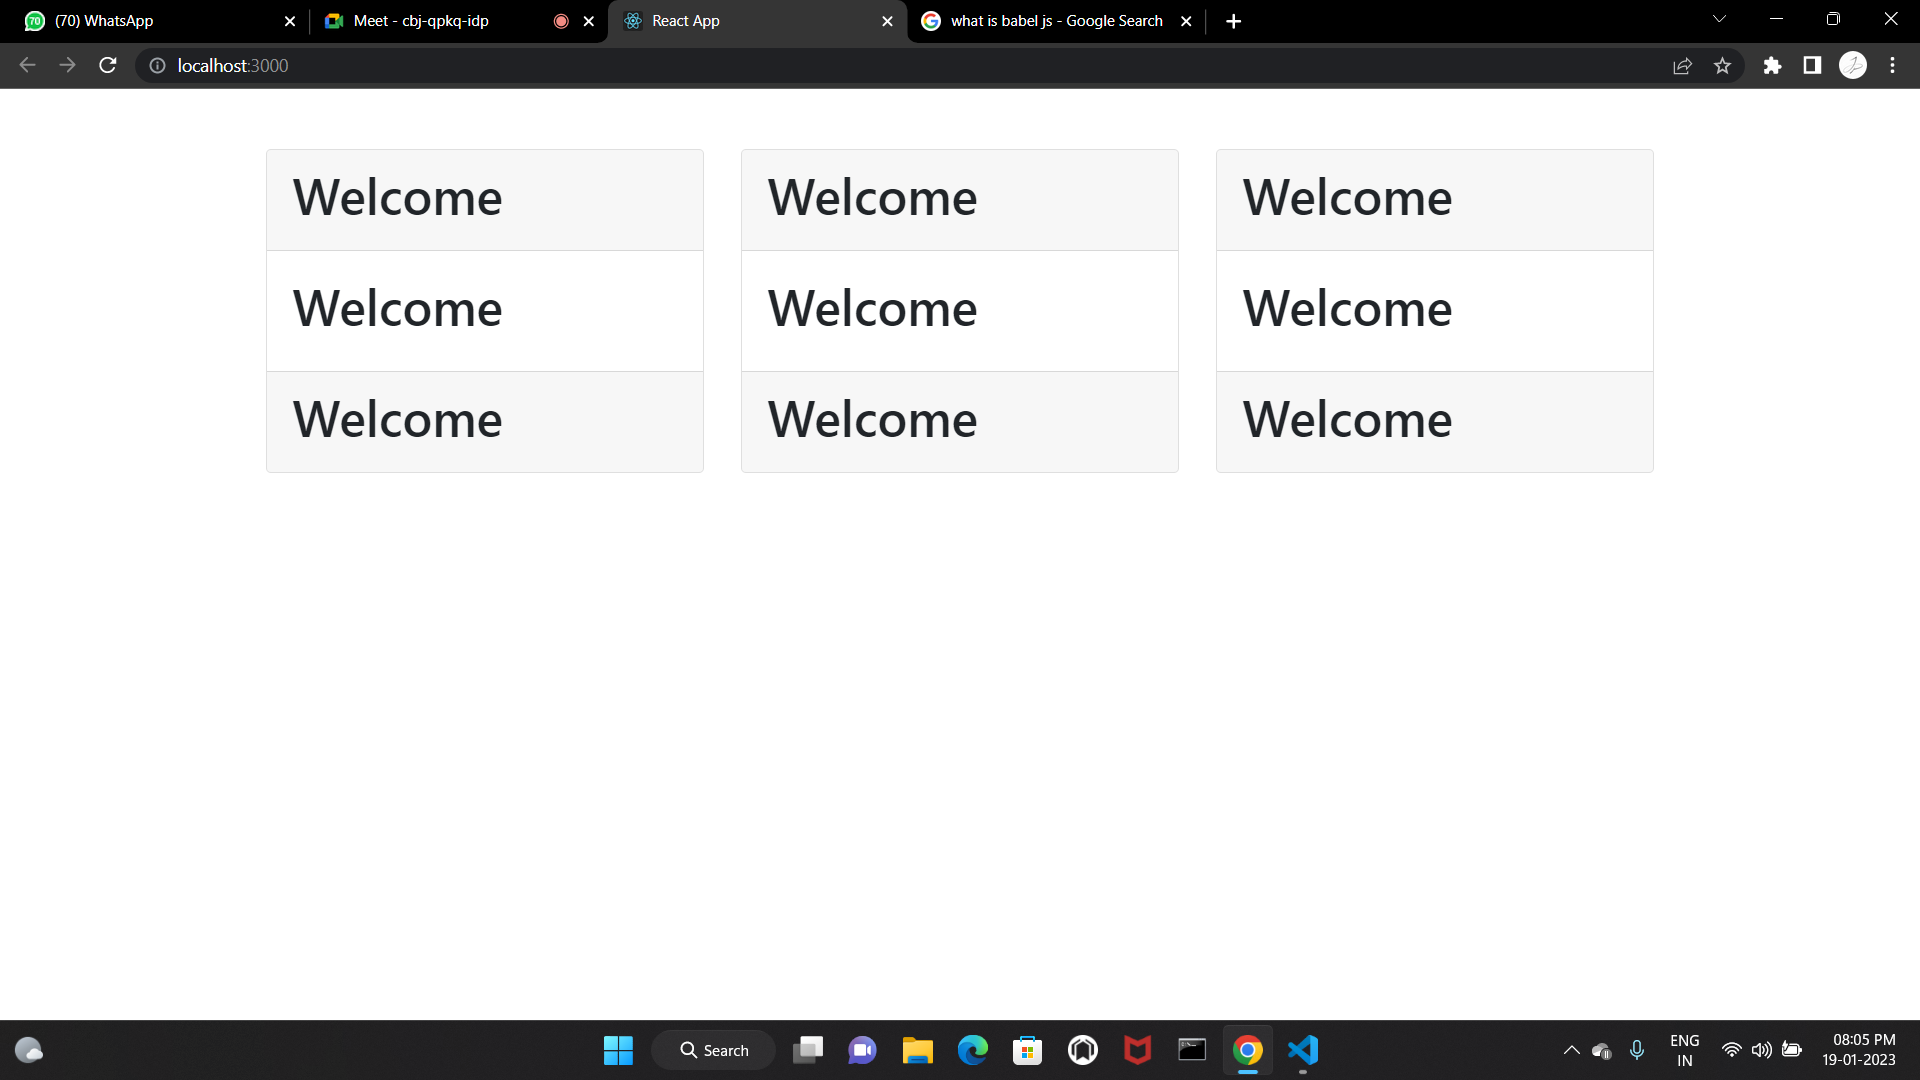 70 (70) WhatsApp Meet - cbj-qpkq-idp React App what is babel js - Google Search
localhost:3000
Welcome Welcome Welcome
Welcome Welcome Welcome
Welcome Welcome Welcome
Search
ENG
IN
08:05 PM
19-01-2023